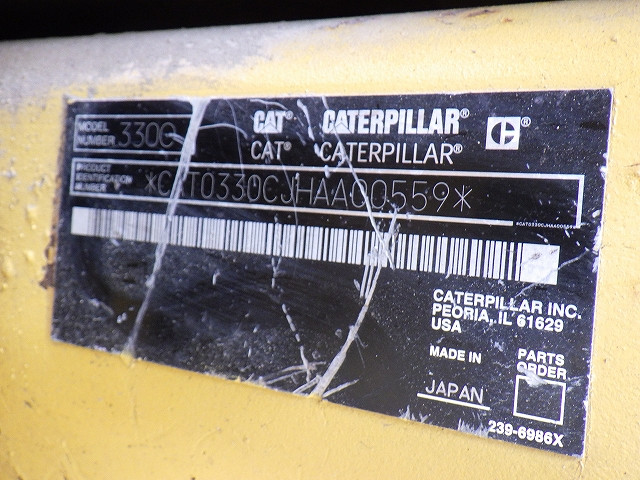 MODEL NUMBER 330C
CAT® CATERPILLAR® C®
CAT® CATERPILLAR®
PRODUCT IDENTIFICATION NUMBER *CAT0330CJHAA00559*
*CAT0330CJHAA00559*
CATERPILLAR INC.
PEORIA, IL 61629
USA
MADE IN JAPAN
PARTS ORDER
239-6986X